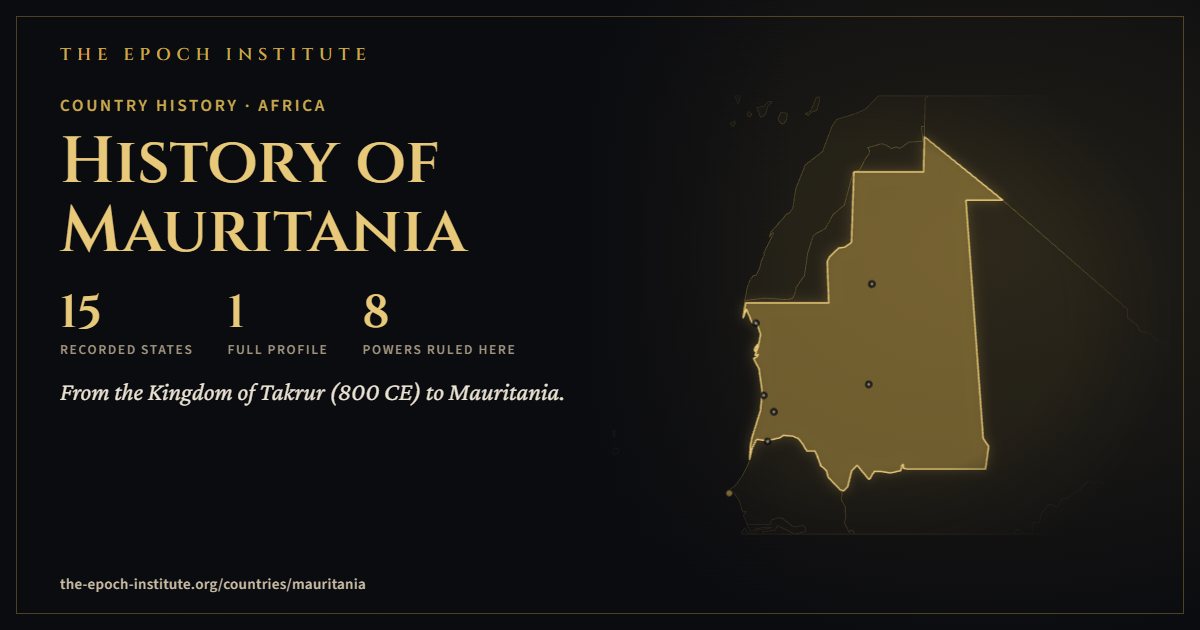 THE EPOCH INSTITUTE
COUNTRY HISTORY · AFRICA
History of
Mauritania
15
RECORDED STATES
1
FULL PROFILE
8
POWERS RULED HERE
From the Kingdom of Takrur (800 CE) to Mauritania.
the-epoch-institute.org/countries/mauritania